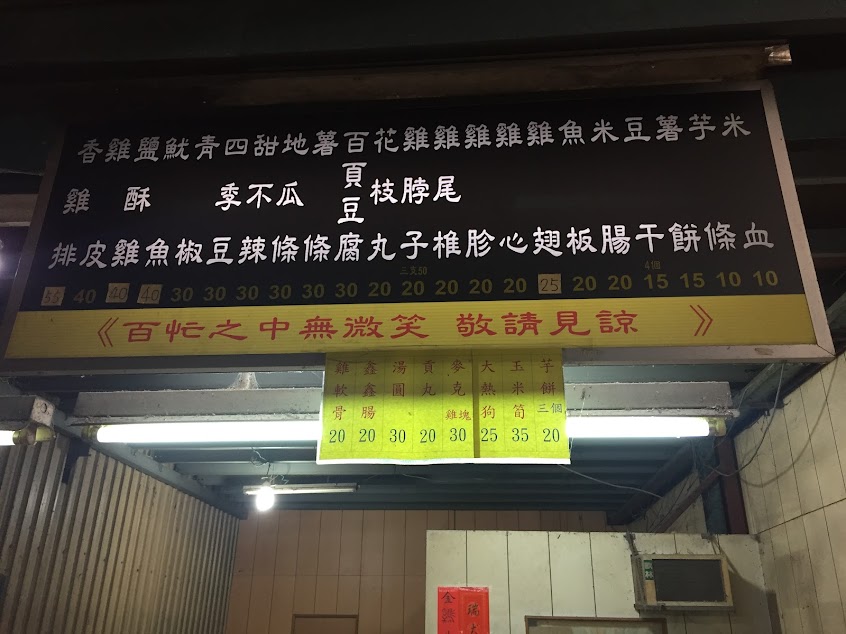 香雞排
雞皮 40
鹽酥雞 40
魷魚 40
青椒 30
四季豆 30
甜不辣 30
地瓜條 30
薯條 30
百頁豆腐 30
花枝丸 20
雞脖子 三支50 20
雞尾椎 20
雞胗 20
雞心 20
雞翅 25
魚板 20
米腸 20
豆干 4個 15
薯餅 15
芋條 10
米血 10
《百忙之中無微笑 敬請見諒 》
雞軟骨 20
鑫鑫腸 20
湯圓 30
貢丸 20
麥克雞塊 30
大熱狗 25
玉米筍 35
芋餅三個 20